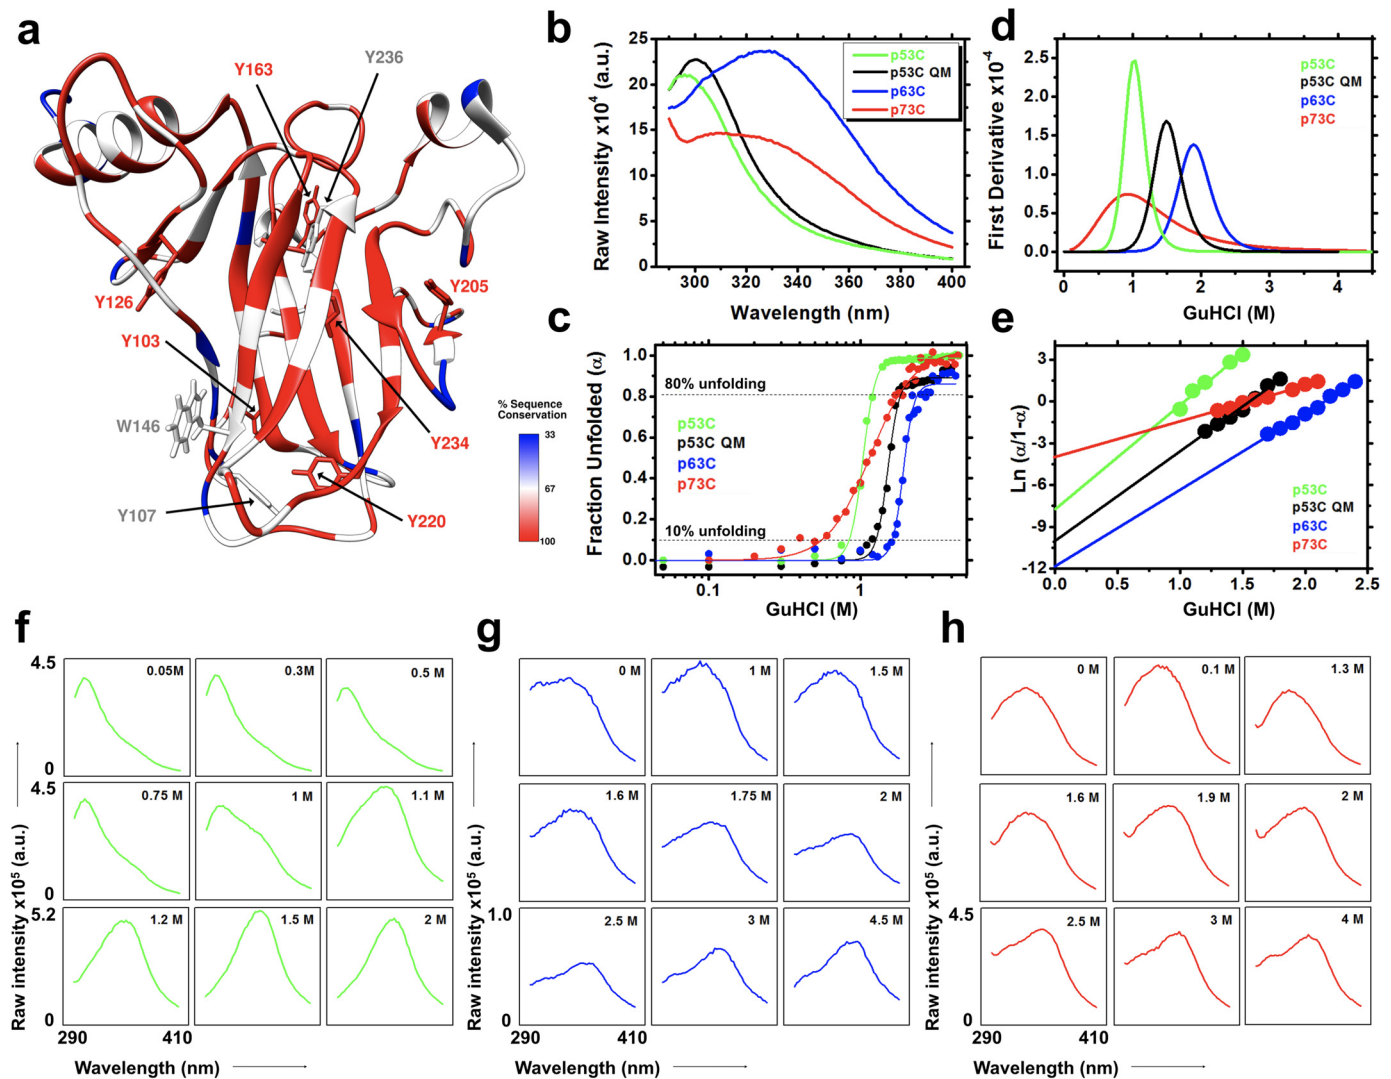 a
Y163
Y236
Y126
Y205
Y103
W146
Y107
Y234
Y220
% Sequence
Conservation
33
67
100
b
Raw Intensity x10⁴ (a.u.)
25
20
15
10
5
0
300 320 340 360 380 400
Wavelength (nm)
p53C
p53C QM
p63C
p73C
c
Fraction Unfolded (α)
1.0
0.8
0.6
0.4
0.2
0.0
80% unfolding
p53C
p53C QM
p63C
p73C
10% unfolding
0.1 1
GuHCl (M)
d
First Derivative x10⁻⁴
2.5
2.0
1.5
1.0
0.5
0.0
0 1 2 3 4
GuHCl (M)
p53C
p53C QM
p63C
p73C
e
Ln (α/1-α)
3
0
-3
-6
-9
-12
0.0 0.5 1.0 1.5 2.0 2.5
GuHCl (M)
p53C
p53C QM
p63C
p73C
f
4.5
0
0.05M 0.3M 0.5 M
4.5
0
0.75 M 1 M 1.1 M
5.2
0
1.2 M 1.5 M 2 M
290 410
Raw intensity x10⁵ (a.u.)
Wavelength (nm)
g
0 M 1 M 1.5 M
1.6 M 1.75 M 2 M
1.0
0
2.5 M 3 M 4.5 M
290 410
Raw intensity x10⁵ (a.u.)
Wavelength (nm)
h
0 M 0.1 M 1.3 M
1.6 M 1.9 M 2 M
4.5
0
2.5 M 3 M 4 M
290 410
Raw intensity x10⁵ (a.u.)
Wavelength (nm)